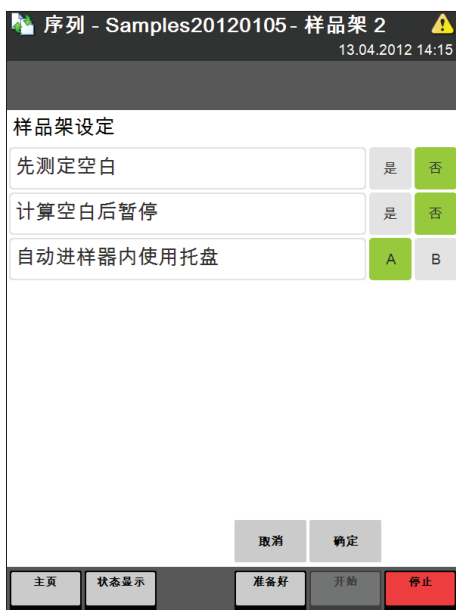 序列 - Samples20120105 - 样品架 2
13.04.2012 14:15
样品架设定
先测定空白 是 否
计算空白后暂停 是 否
自动进样器内使用托盘 A B
取消 确定
主页 状态显示 准备好 开始 停止